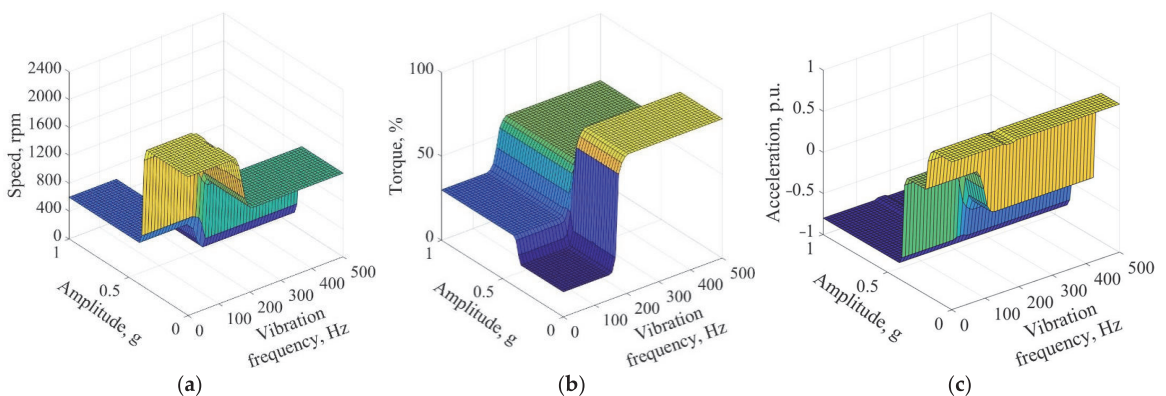 2400
2000
1600
1200
800
400
0
Speed, rpm
1
0.5
0
Amplitude, g
0
100
200
300
400
500
Vibration
frequency, Hz
(a)
100
50
0
Torque, %
1
0.5
0
Amplitude, g
0
100
200
300
400
500
Vibration
frequency, Hz
(b)
1
0.5
0
−0.5
−1
Acceleration, p.u.
1
0.5
0
Amplitude, g
0
100
200
300
400
500
Vibration
frequency, Hz
(c)